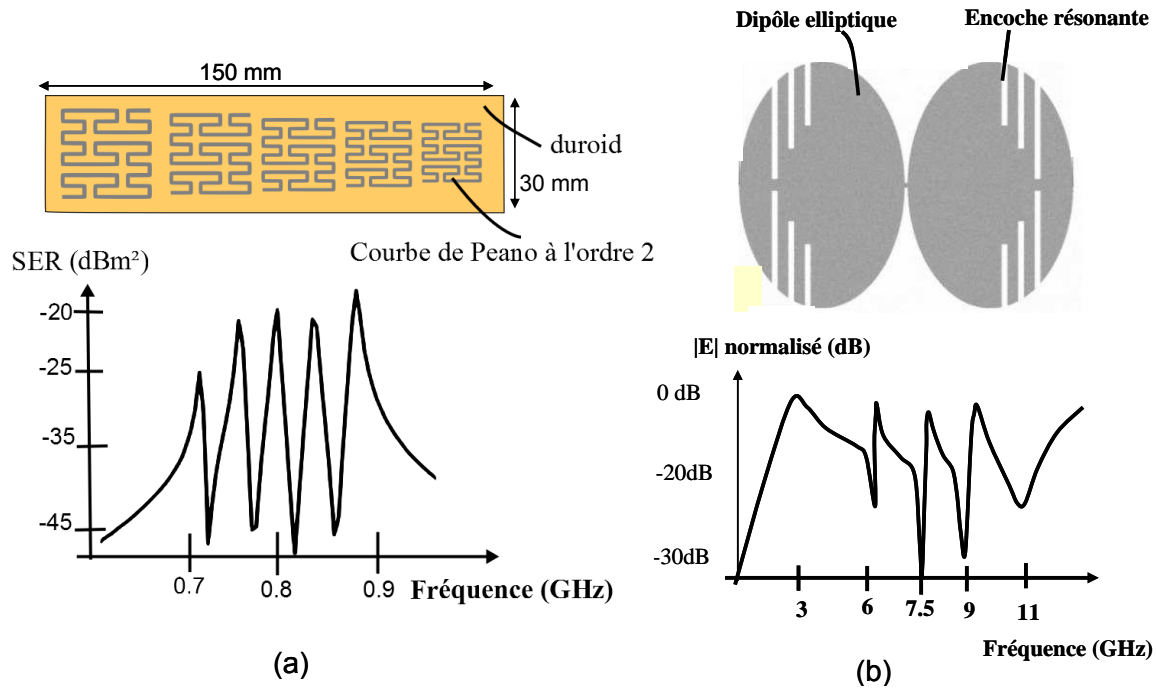 150 mm
duroid
30 mm
Courbe de Peano à l'ordre 2
SER (dBm²)
-20
-25
-35
-45
0.7
0.8
0.9
Fréquence (GHz)
(a)
Dipôle elliptique
Encoche résonante
|E| normalisé (dB)
0 dB
-20dB
-30dB
3
6
7.5
9
11
Fréquence (GHz)
(b)